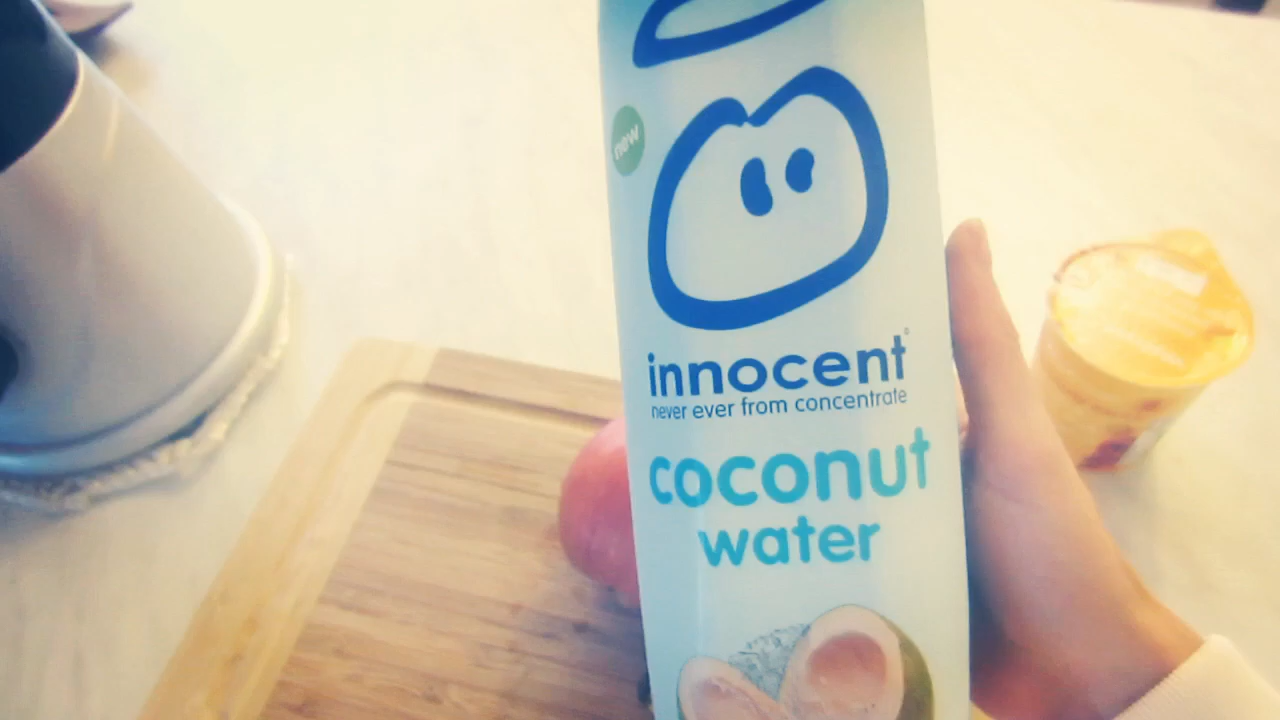 new
innocent
never ever from concentrate
coconut
water